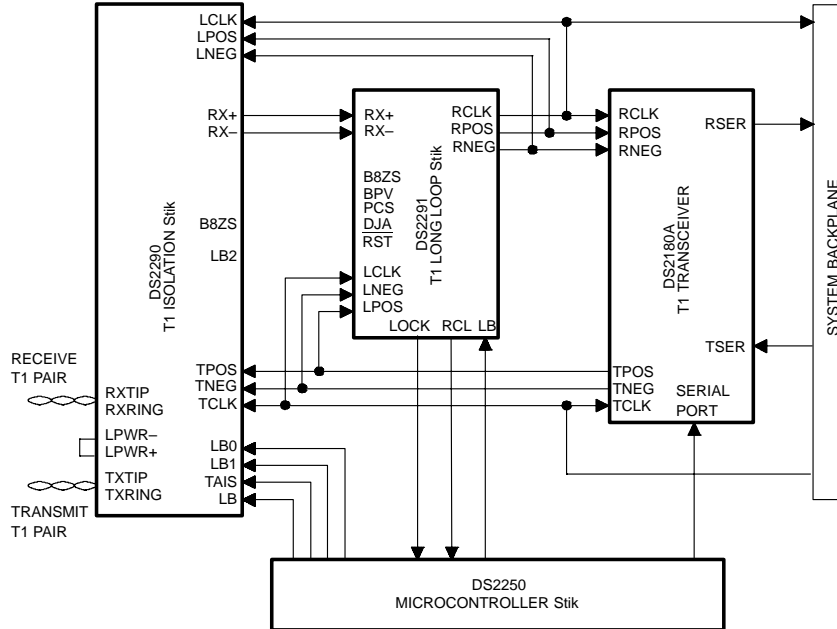 LCLK
LPOS
LNEG
RX+
RX–
B8ZS
LB2
DS2290
T1 ISOLATION Stik
TPOS
TNEG
TCLK
LB0
LB1
TAIS
LB
RECEIVE
T1 PAIR
RXTIP
RXRING
LPWR–
LPWR+
TXTIP
TXRING
TRANSMIT
T1 PAIR
RX+
RX–
RCLK
RPOS
RNEG
B8ZS
BPV
PCS
DJA
RST
DS2291
T1 LONG LOOP Stik
LCLK
LNEG
LPOS
LOCK RCL LB
RCLK
RPOS
RNEG
RSER
DS2180A
T1 TRANSCEIVER
TSER
TPOS
TNEG
TCLK
SERIAL
PORT
SYSTEM BACKPLANE
DS2250
MICROCONTROLLER Stik